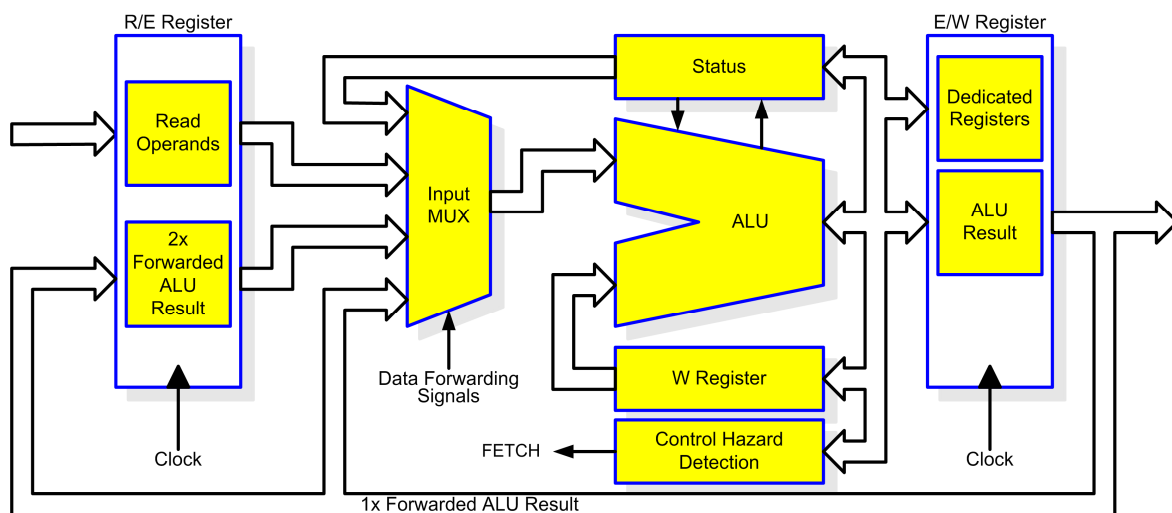 R/E Register
E/W Register
Read
Operands
2x
Forwarded
ALU
Result
Clock
Input
MUX
Data Forwarding
Signals
Status
ALU
W Register
Control Hazard
Detection
FETCH
Dedicated
Registers
ALU
Result
Clock
1x Forwarded ALU Result